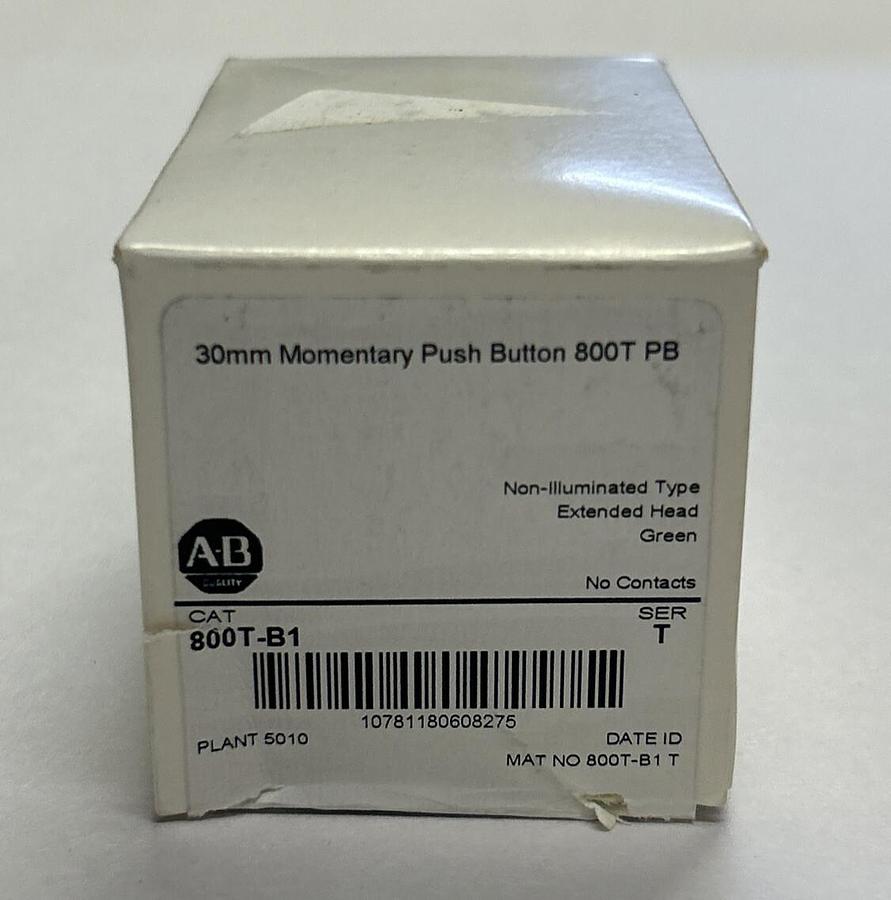 30mm Momentary Push Button 800T PB
Non-Illuminated Type
Extended Head
Green
No Contacts
A-B
QUALITY
CAT
SER
800T-B1
T
10781180608275
PLANT 5010
DATE ID
MAT NO 800T-B1 T